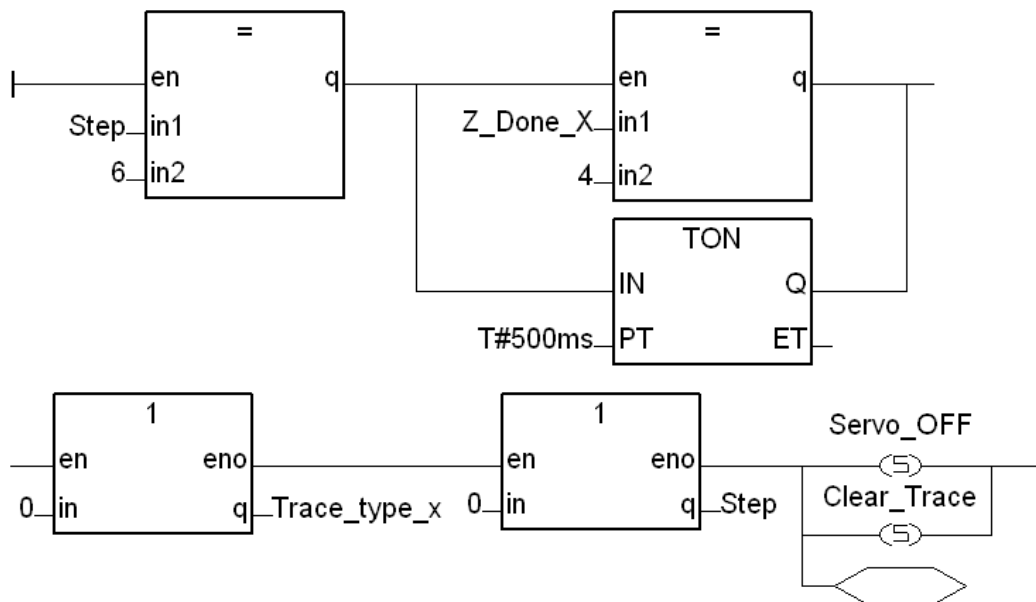 = =
en q en q
Step in1 Z_Done_X in1
6 in2 4 in2
TON
IN Q
T#500ms PT ET
1 1
Servo_OFF
en eno en eno
S
Clear_Trace
0 in q Trace_type_x 0 in q Step
S